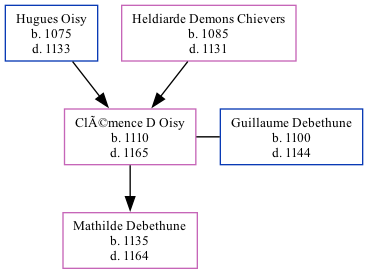 Hugues Oisy
b. 1075
d. 1133
Heldiarde Demons Chievers
b. 1085
d. 1131
ClÃ©mence D Oisy
b. 1110
d. 1165
Guillaume Debethune
b. 1100
d. 1144
Mathilde Debethune
b. 1135
d. 1164